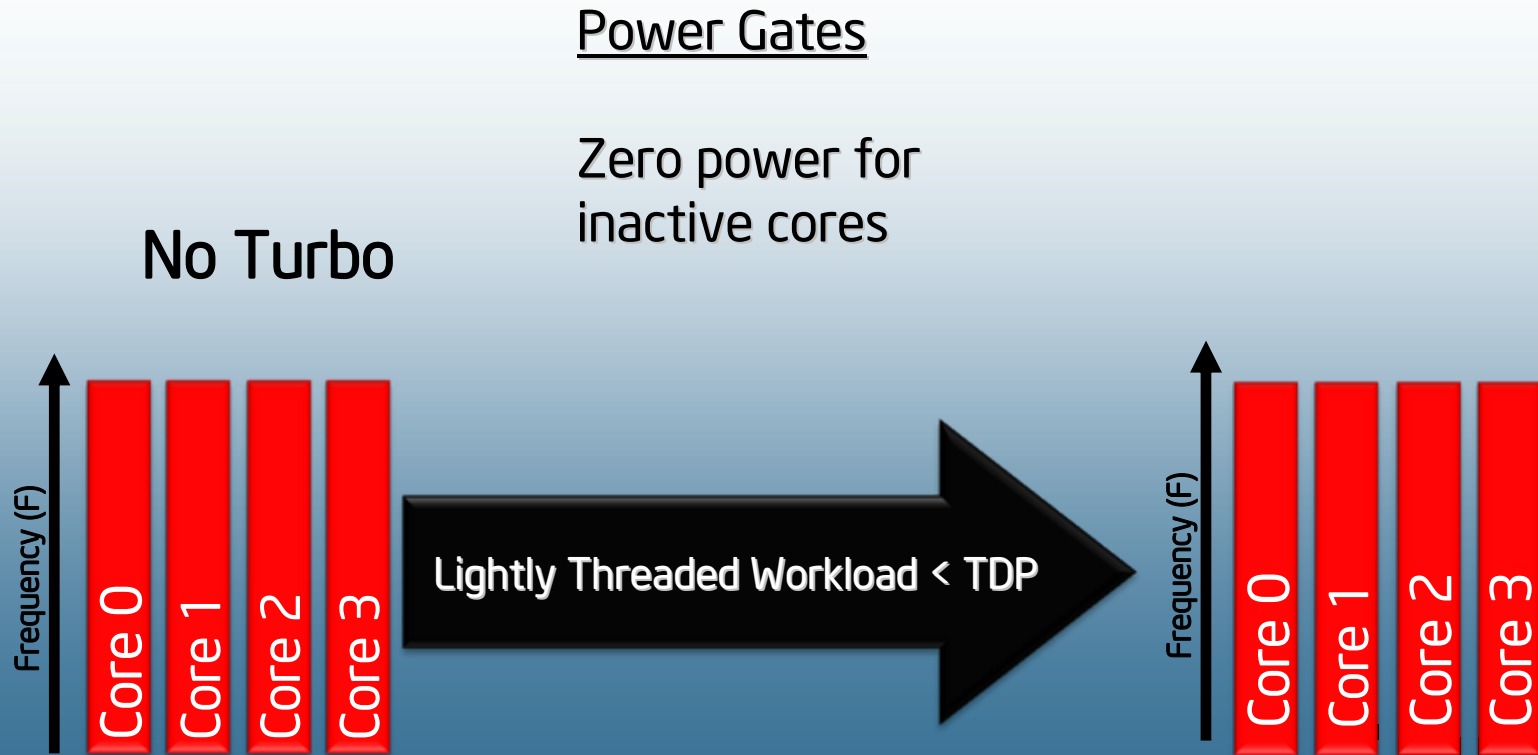 Power Gates
Zero power for
inactive cores
No Turbo
Frequency (F)
Core 0
Core 1
Core 2
Core 3
Lightly Threaded Workload < TDP
Frequency (F)
Core 0
Core 1
Core 2
Core 3